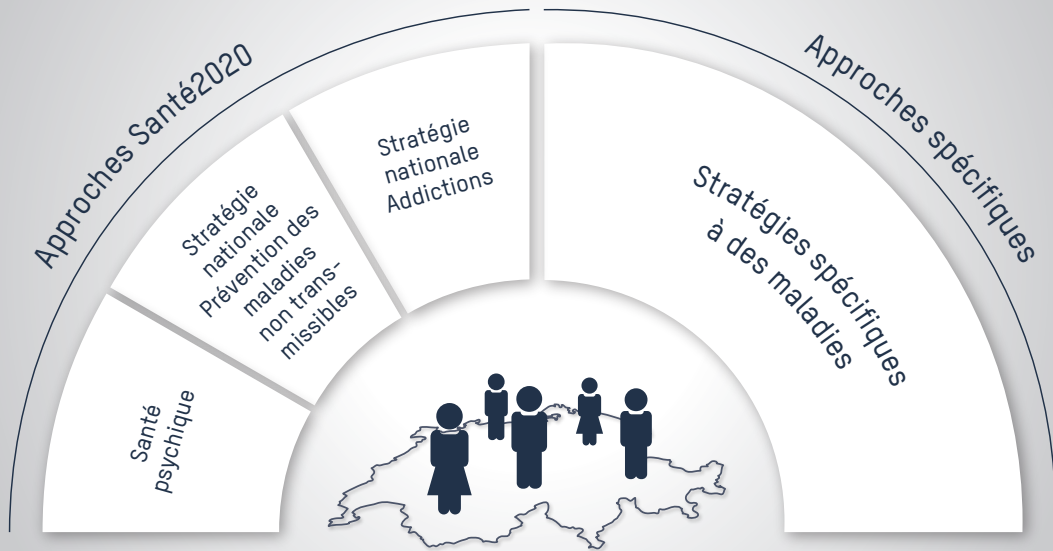 Approches Santé2020
Approches spécifiques
Santé
psychique
Stratégie
nationale
Prévention des
maladies
non trans-
missibles
Stratégie
nationale
Addictions
Stratégies spécifiques
à des maladies